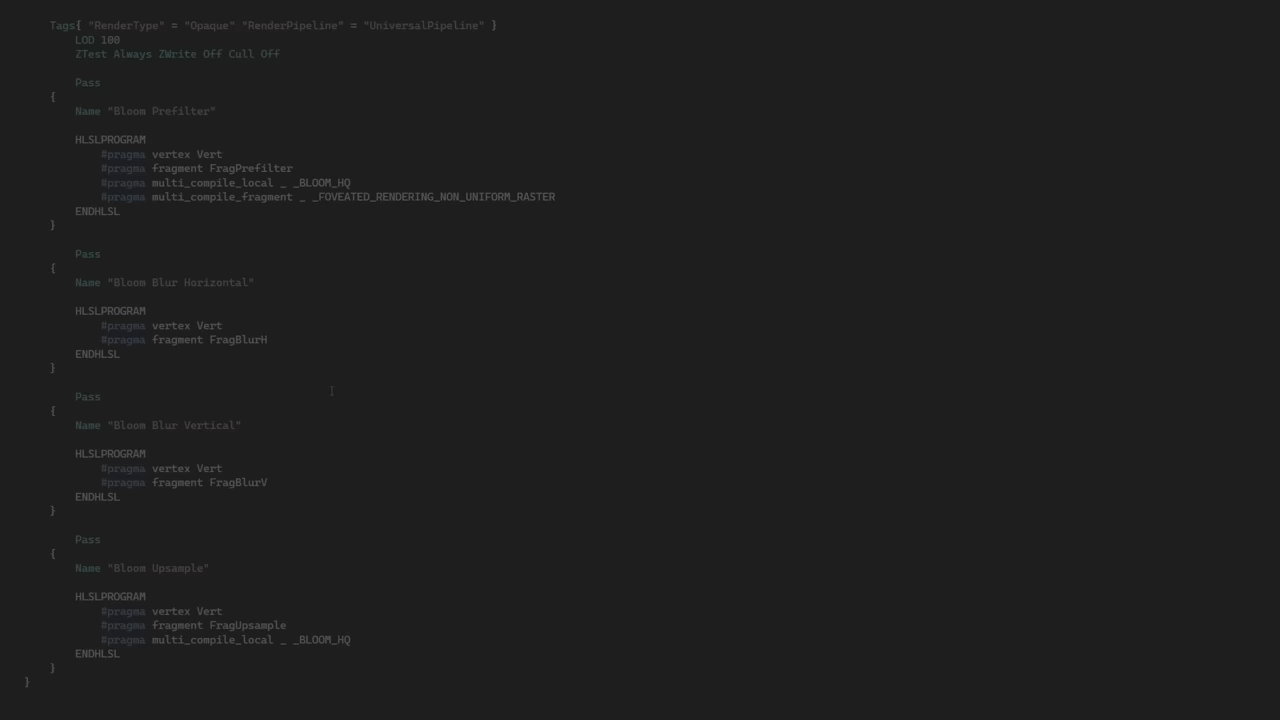 Tags{ "RenderType" = "Opaque" "RenderPipeline" = "UniversalPipeline" }
LOD 100
ZTest Always ZWrite Off Cull Off
Pass
{
Name "Bloom Prefilter"
HLSLPROGRAM
#pragma vertex Vert
#pragma fragment FragPrefilter
#pragma multi_compile_local _ _BLOOM_HQ
#pragma multi_compile_fragment _ _FOVEATED_RENDERING_NON_UNIFORM_RASTER
ENDHLSL
}
Pass
{
Name "Bloom Blur Horizontal"
HLSLPROGRAM
#pragma vertex Vert
#pragma fragment FragBlurH
ENDHLSL
}
Pass
{
Name "Bloom Blur Vertical"
HLSLPROGRAM
#pragma vertex Vert
#pragma fragment FragBlurV
ENDHLSL
}
Pass
{
Name "Bloom Upsample"
HLSLPROGRAM
#pragma vertex Vert
#pragma fragment FragUpsample
#pragma multi_compile_local _ _BLOOM_HQ
ENDHLSL
}
}